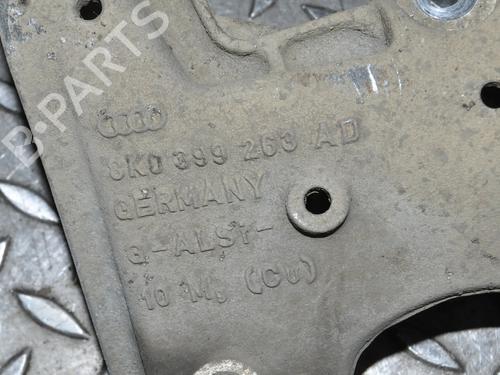 8K0 399 263 AD
GERMANY
G-ALSI-
10 Mg (Cu)
B-PARTS